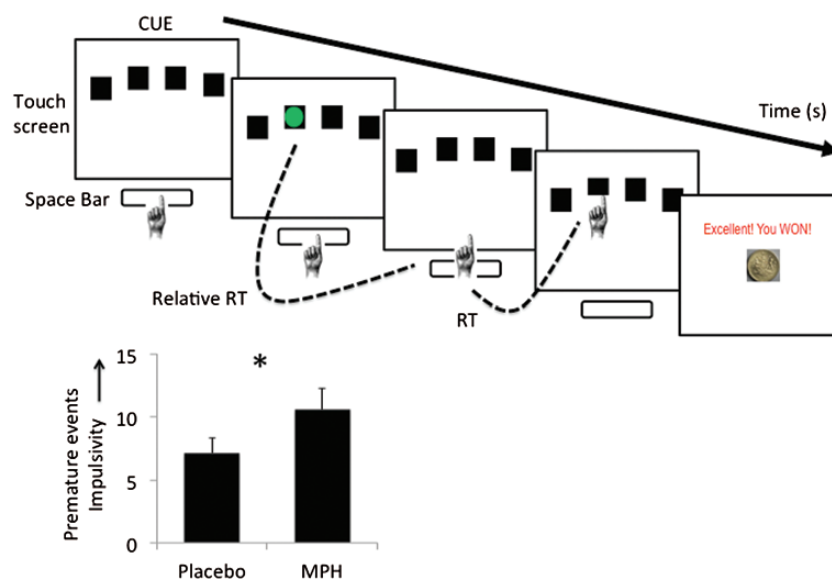 CUE
Touch
screen
Time (s)
Space Bar
Excellent! You WON!
Relative RT
RT
Premature events
Impulsivity
15
10
5
0
*
Placebo
MPH